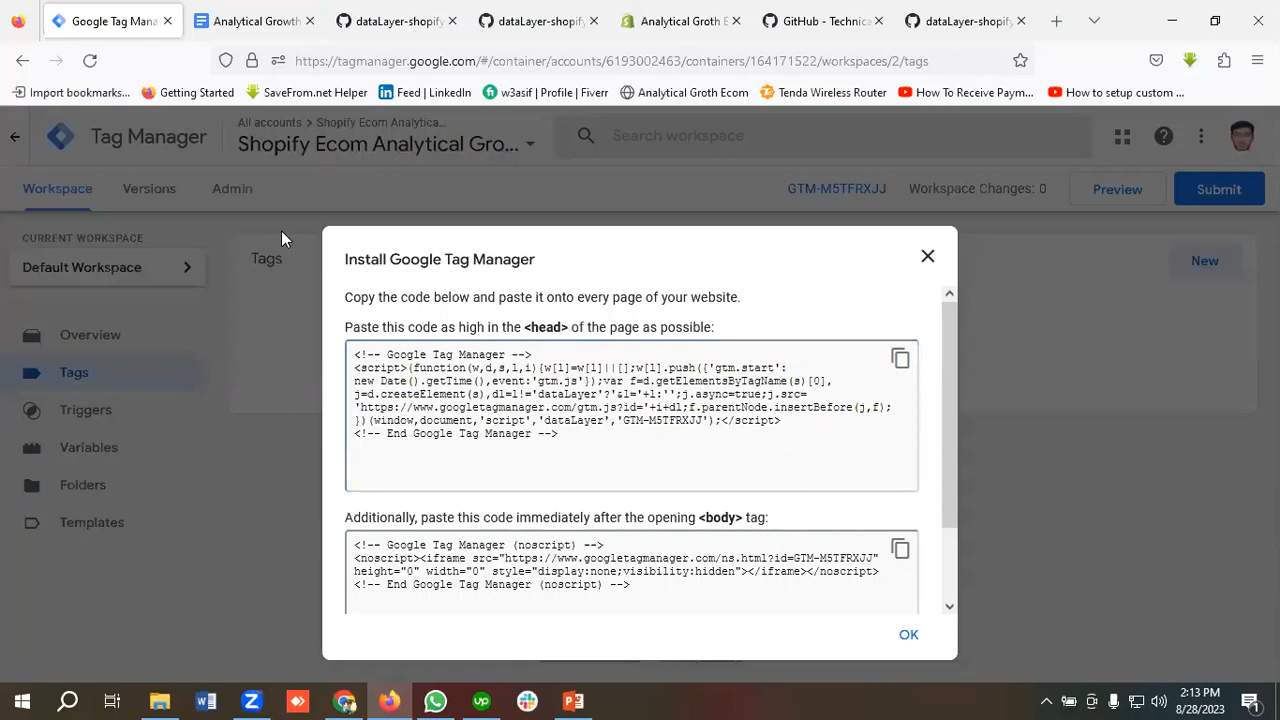 Google Tag Mana
Analytical Growth
dataLayer-shopify
dataLayer-shopify
Analytical Groth E
GitHub - Technica
dataLayer-shopify
https://tagmanager.google.com/#/container/accounts/6193002463/containers/164171522/workspaces/2/tags
Import bookmarks...
Getting Started
SaveFrom.net Helper
Feed | LinkedIn
w3asif | Profile | Fiverr
Analytical Groth Ecom
Tenda Wireless Router
How To Receive Paym...
How to setup custom ...
Tag Manager
All accounts > Shopify Ecom Analytica...
Shopify Ecom Analytical Gro...
Search workspace
Workspace
Versions
Admin
GTM-M5TFRXJJ
Workspace Changes: 0
Preview
Submit
CURRENT WORKSPACE
Default Workspace
Overview
Tags
Triggers
Variables
Folders
Templates
Tags
New
Install Google Tag Manager
Copy the code below and paste it onto every page of your website.
Paste this code as high in the <head> of the page as possible:
<!-- Google Tag Manager -->
<script>(function(w,d,s,l,i){w[l]=w[l]||[];w[l].push({'gtm.start':
new Date().getTime(),event:'gtm.js'});var f=d.getElementsByTagName(s)[0],
j=d.createElement(s),dl=l!='dataLayer'?'&l='+l:'';j.async=true;j.src=
'https://www.googletagmanager.com/gtm.js?id='+i+dl;f.parentNode.insertBefore(j,f);
})(window,document,'script','dataLayer','GTM-M5TFRXJJ');</script>
<!-- End Google Tag Manager -->
Additionally, paste this code immediately after the opening <body> tag:
<!-- Google Tag Manager (noscript) -->
<noscript><iframe src="https://www.googletagmanager.com/ns.html?id=GTM-M5TFRXJJ"
height="0" width="0" style="display:none;visibility:hidden"></iframe></noscript>
<!-- End Google Tag Manager (noscript) -->
OK
2:13 PM
8/28/2023